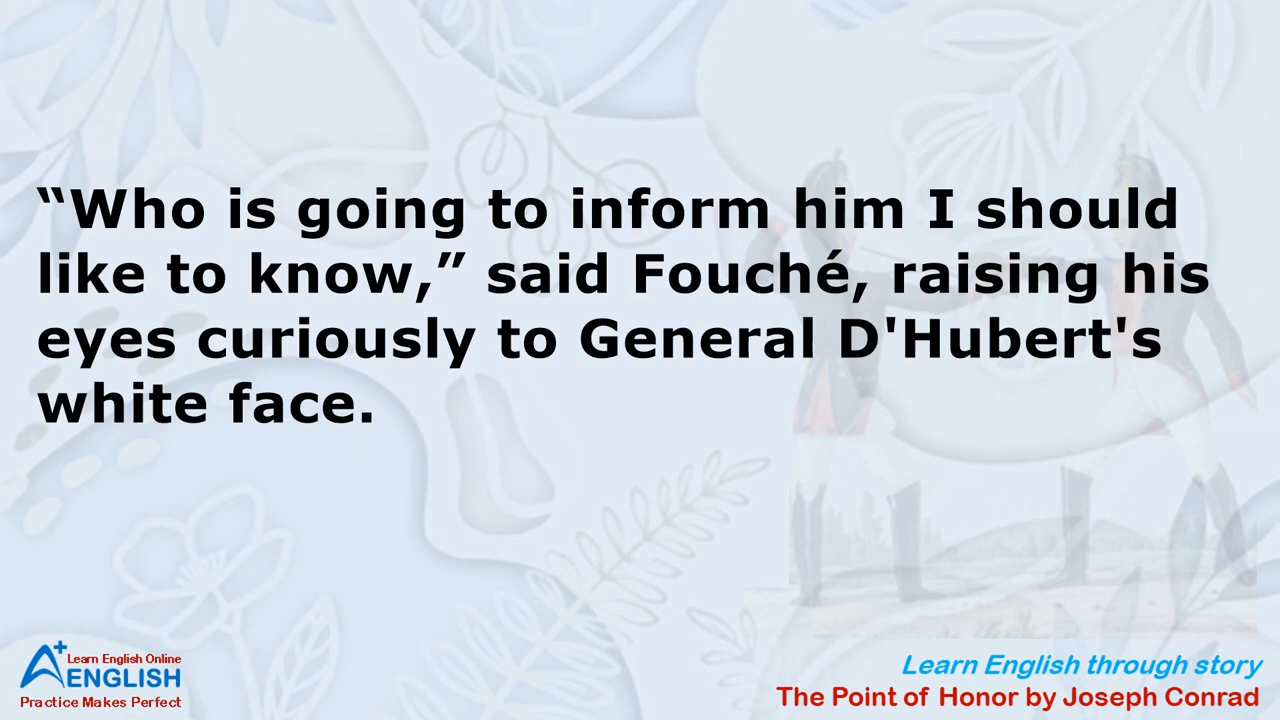 “Who is going to inform him I should
like to know,” said Fouché, raising his
eyes curiously to General D'Hubert's
white face.
A+
Learn English Online
ENGLISH
Practice Makes Perfect
Learn English through story
The Point of Honor by Joseph Conrad